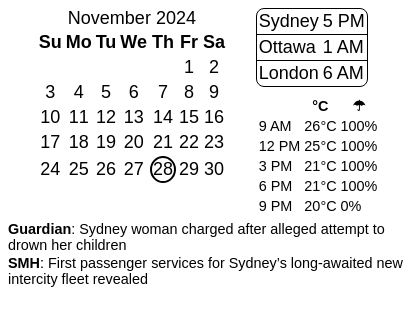 November 2024
Su Mo Tu We Th Fr Sa
1 2
3 4 5 6 7 8 9
10 11 12 13 14 15 16
17 18 19 20 21 22 23
24 25 26 27 28 29 30
Sydney 5 PM
Ottawa 1 AM
London 6 AM
°C ☂
9 AM 26°C 100%
12 PM 25°C 100%
3 PM 21°C 100%
6 PM 21°C 100%
9 PM 20°C 0%
Guardian: Sydney woman charged after alleged attempt to
drown her children
SMH: First passenger services for Sydney's long-awaited new
intercity fleet revealed